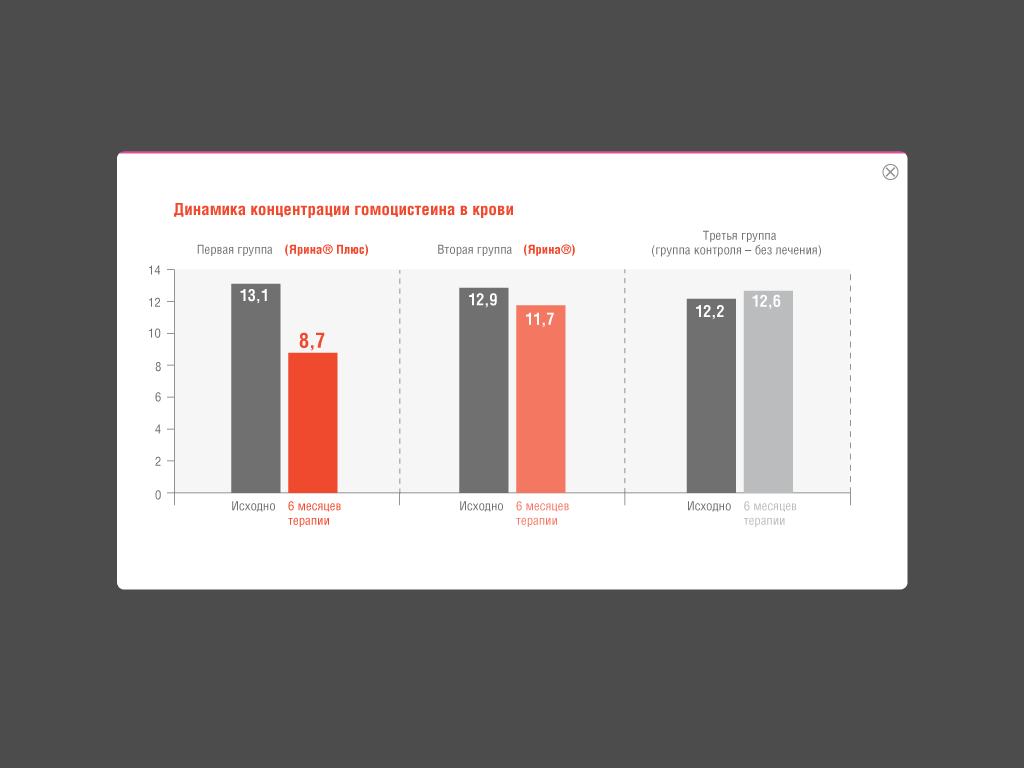 Динамика концентрации гомоцистеина в крови
Первая группа (Ярина® Плюс)
Вторая группа (Ярина®)
Третья группа
(группа контроля – без лечения)
14
12
10
8
6
4
2
0
13,1
8,7
12,9
11,7
12,2
12,6
Исходно
6 месяцев
терапии
Исходно
6 месяцев
терапии
Исходно
6 месяцев
терапии